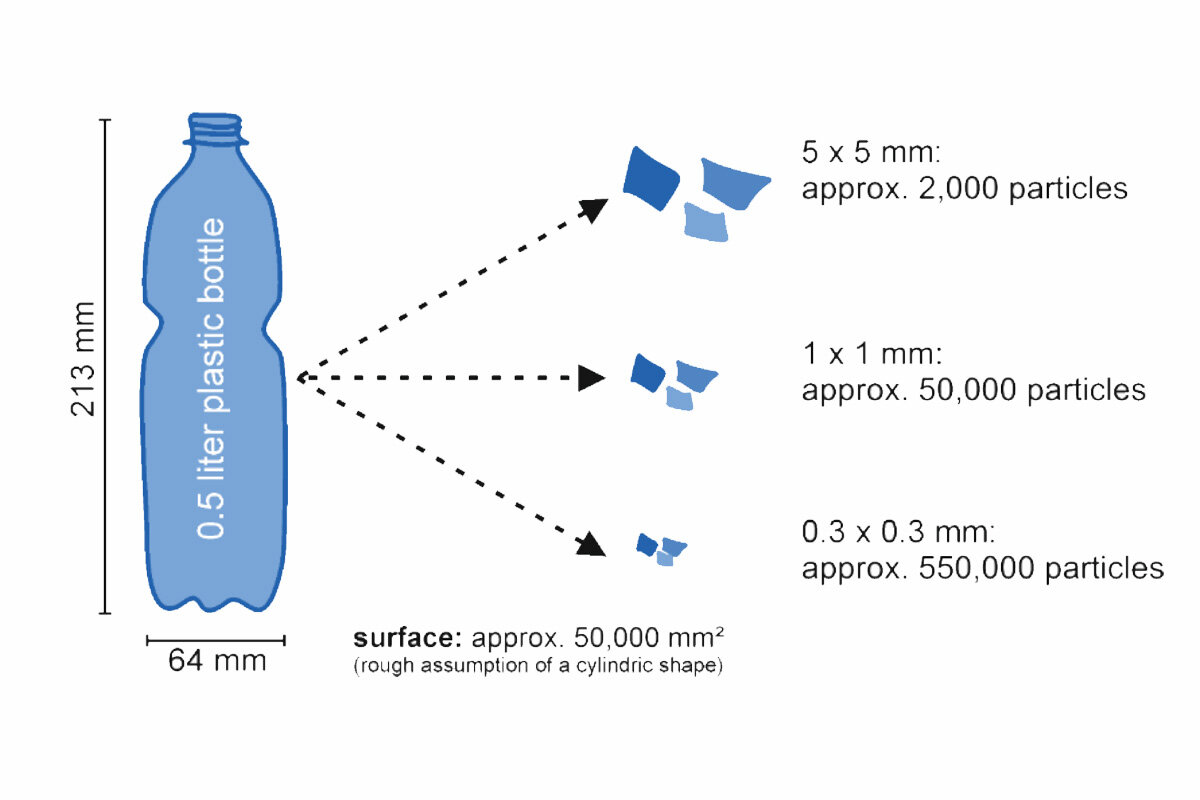 213 mm
0.5 liter plastic bottle
64 mm
5 x 5 mm:
approx. 2,000 particles
1 x 1 mm:
approx. 50,000 particles
0.3 x 0.3 mm:
approx. 550,000 particles
surface: approx. 50,000 mm²
(rough assumption of a cylindric shape)